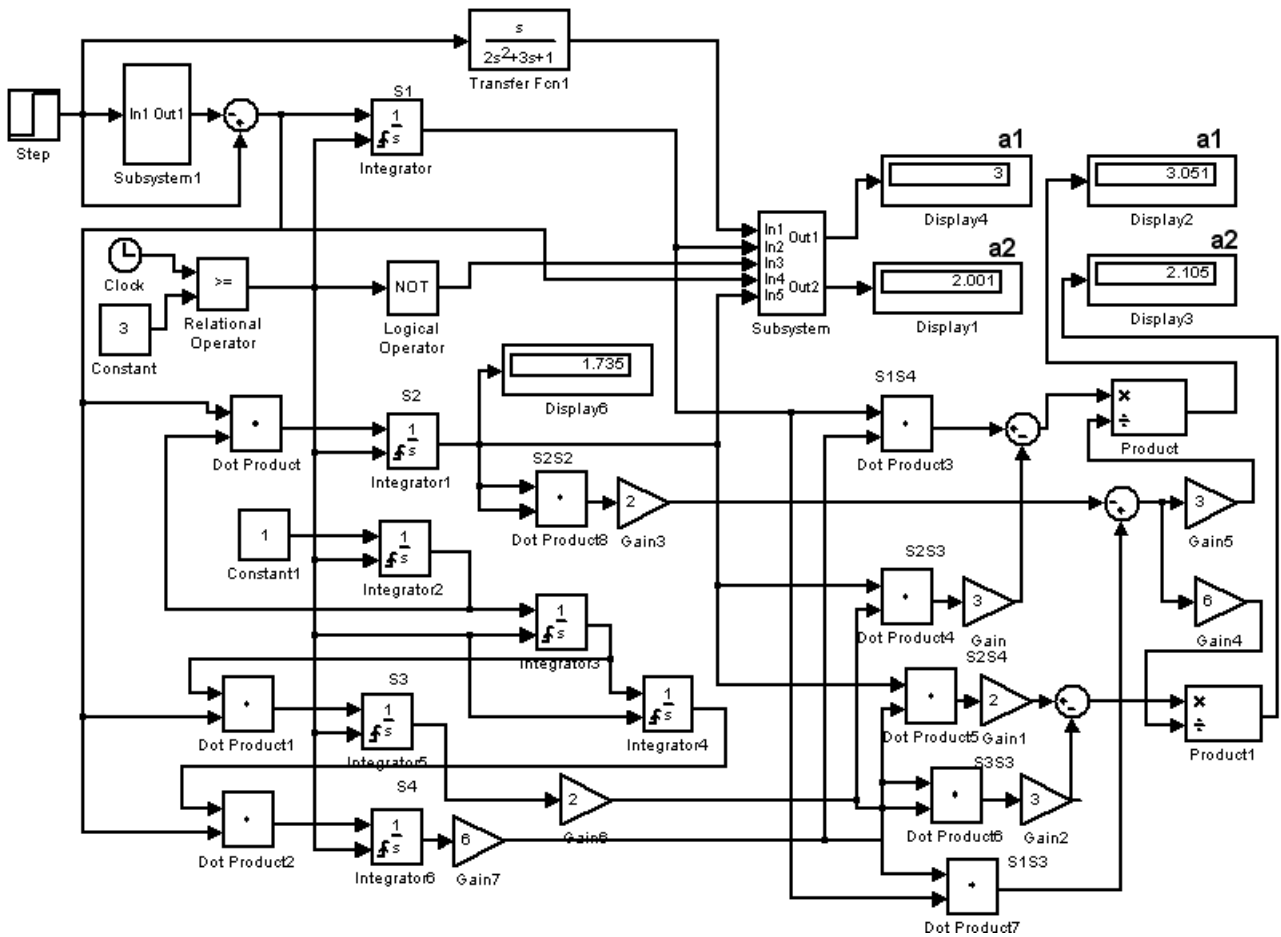 s
2s²+3s+1
Transfer Fcn1
Step
In1 Out1
Subsystem1
-
+
S1
1
s
Integrator
a1
3
Display4
a1
3.051
Display2
a2
2.001
Display1
a2
2.105
Display3
In1
In2
In3
In4
In5
Out1
Out2
Subsystem
Clock
3
Constant
>=
Relational
Operator
NOT
Logical
Operator
1.735
Display6
Dot Product
S2
1
s
Integrator1
S2S2
Dot Product8
2
Gain3
S1S4
Dot Product3
+
-
×
÷
Product
-
+
3
Gain5
1
Constant1
1
s
Integrator2
S2S3
Dot Product4
3
Gain
6
Gain4
1
s
Integrator3
Dot Product1
S3
1
s
Integrator5
1
s
Integrator4
S2S4
Dot Product5
2
Gain1
+
-
×
÷
Product1
Dot Product2
S4
1
s
Integrator6
6
Gain7
2
Gain6
S3S3
Dot Product6
3
Gain2
S1S3
Dot Product7